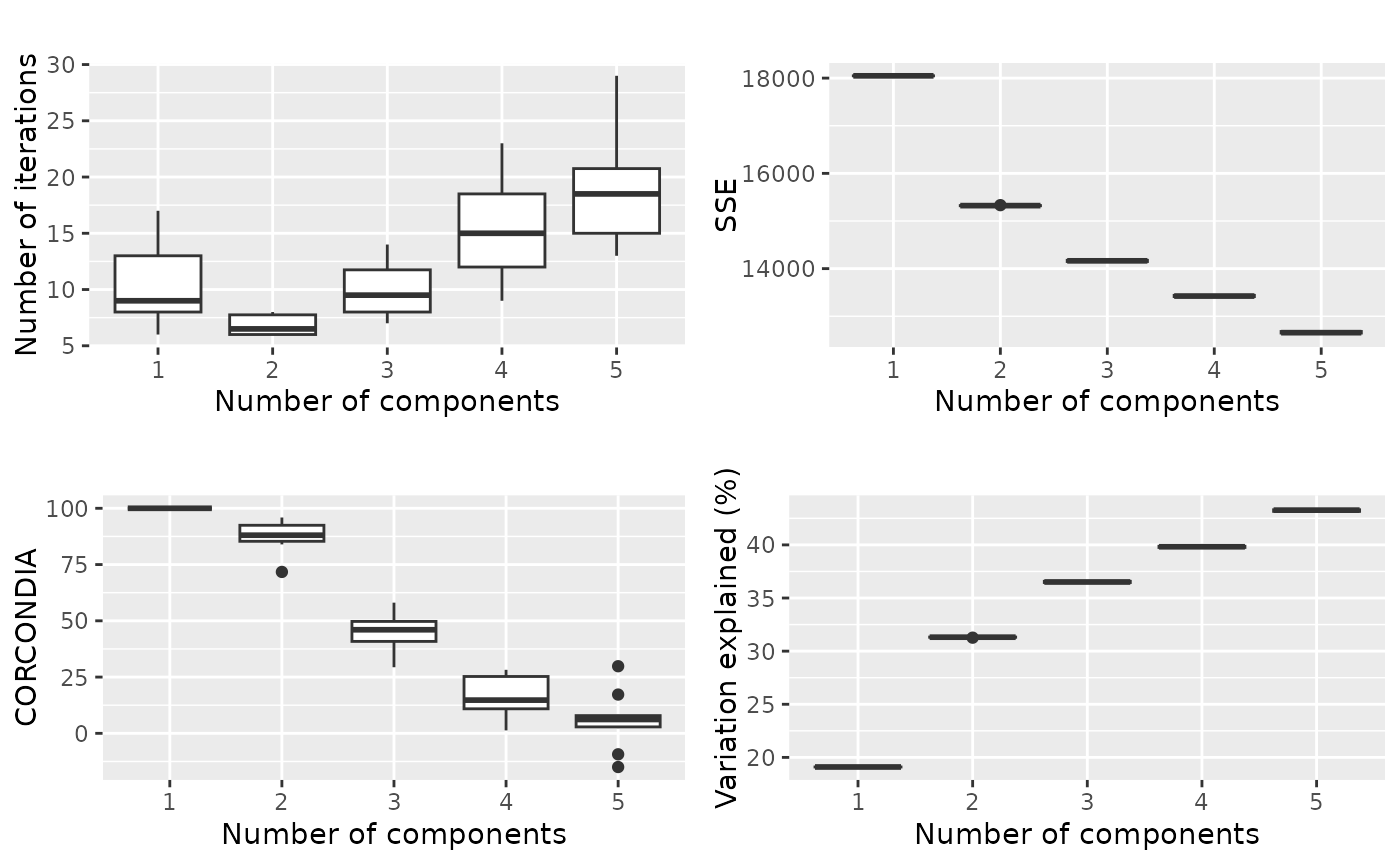 Number of iterations
30
25
20
15
10
5
1 2 3 4 5
Number of components
SSE
18000
16000
14000
1 2 3 4 5
Number of components
CORCONDIA
100
75
50
25
0
1 2 3 4 5
Number of components
Variation explained (%)
40
35
30
25
20
1 2 3 4 5
Number of components